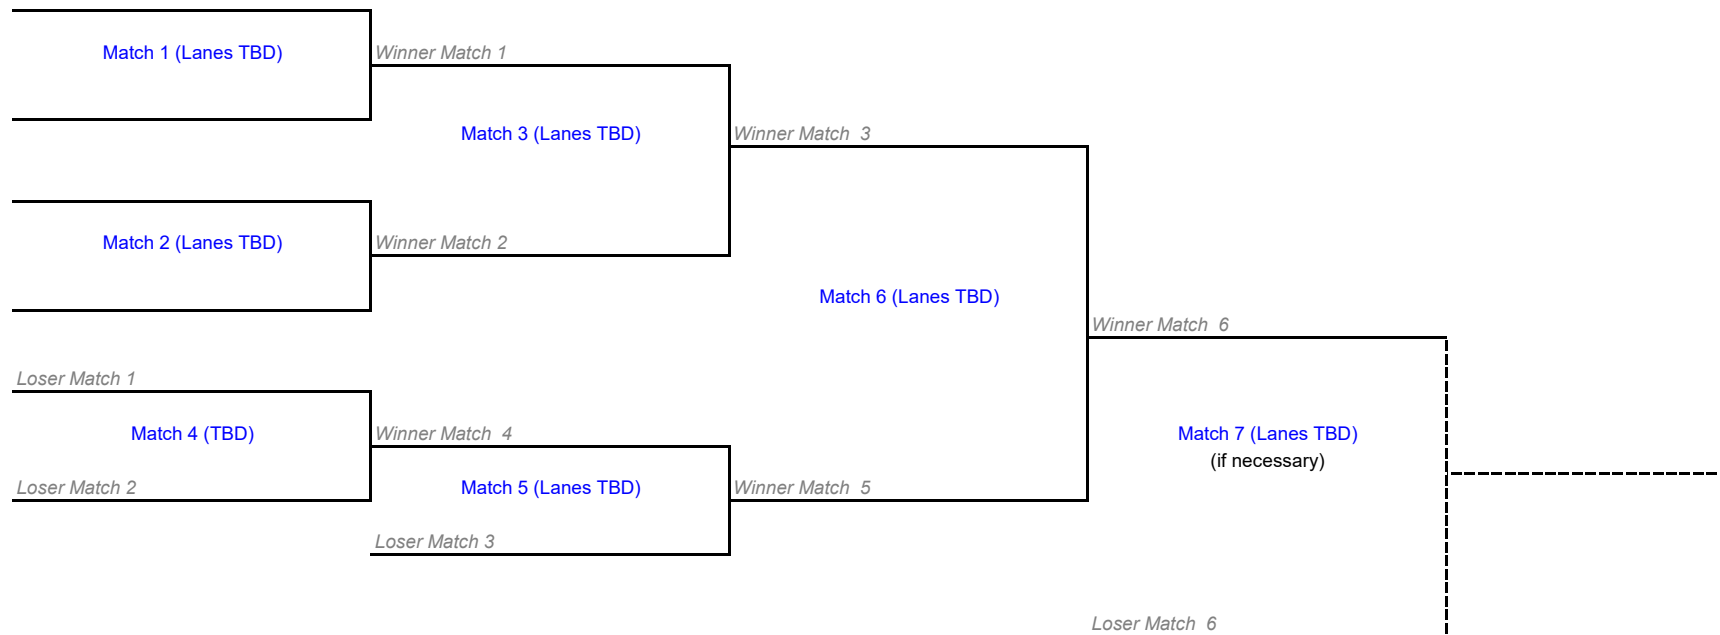 Match 1 (Lanes TBD)
Winner Match 1
Match 3 (Lanes TBD)
Winner Match  3
Match 2 (Lanes TBD)
Winner Match 2
Match 6 (Lanes TBD)
Winner Match  6
Loser Match 1
Match 4 (TBD)
Winner Match  4
Match 7 (Lanes TBD)
(if necessary)
Loser Match 2
Match 5 (Lanes TBD)
Winner Match  5
Loser Match 3
Loser Match  6